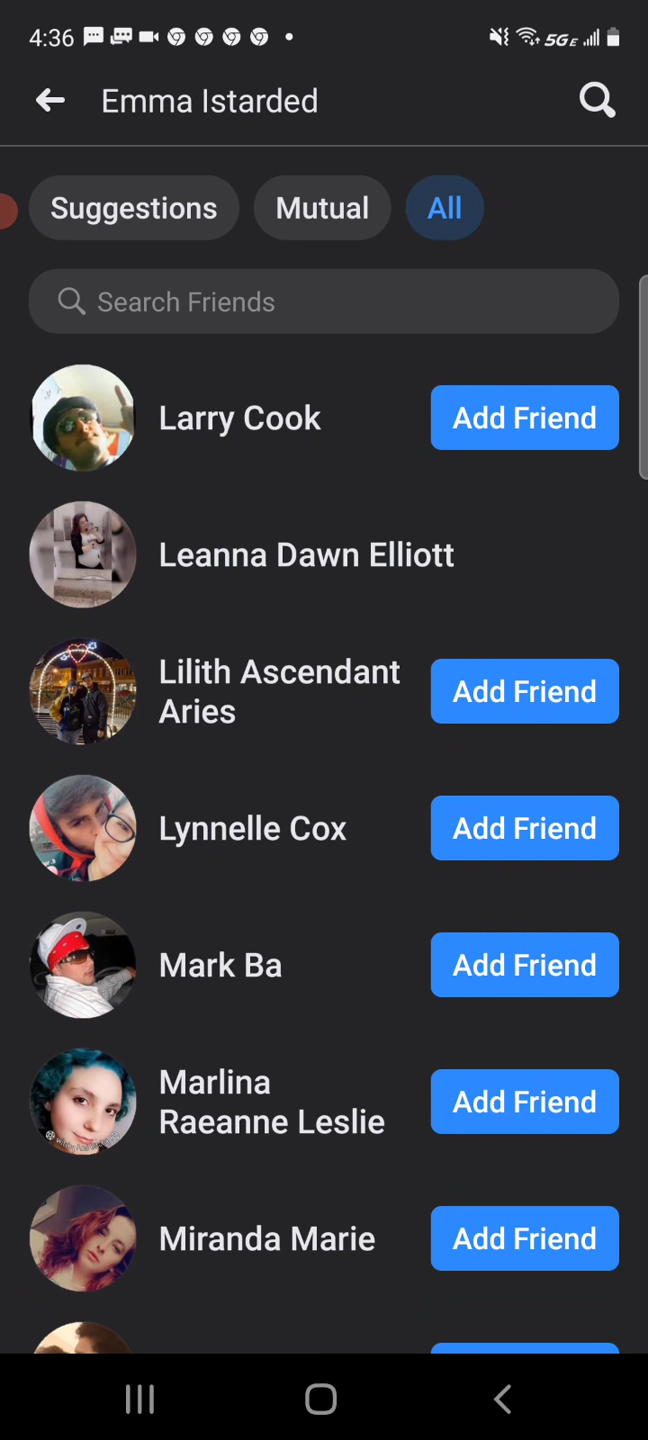 4:36
5GE
Emma Istarded
Suggestions
Mutual
All
Search Friends
Larry Cook
Add Friend
Leanna Dawn Elliott
Lilith Ascendant
Aries
Add Friend
Lynnelle Cox
Add Friend
Mark Ba
Add Friend
Marlina
Raeanne Leslie
Add Friend
Miranda Marie
Add Friend